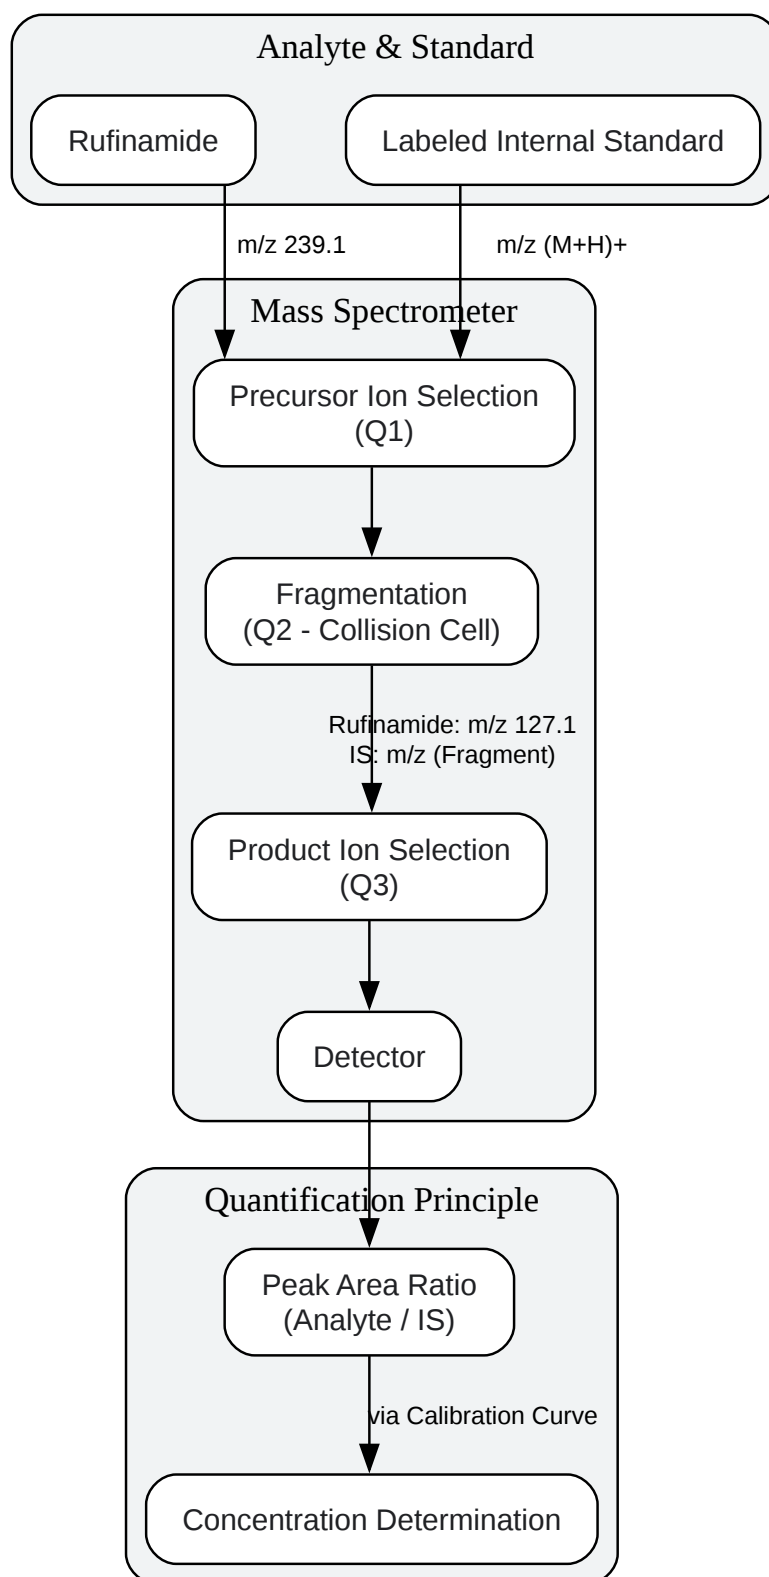 Analyte & Standard
Rufinamide
Labeled Internal Standard
m/z 239.1
m/z (M+H)+
Mass Spectrometer
Precursor Ion Selection
(Q1)
Fragmentation
(Q2 - Collision Cell)
Rufinamide: m/z 127.1
IS: m/z (Fragment)
Product Ion Selection
(Q3)
Detector
Quantification Principle
Peak Area Ratio
(Analyte / IS)
via Calibration Curve
Concentration Determination